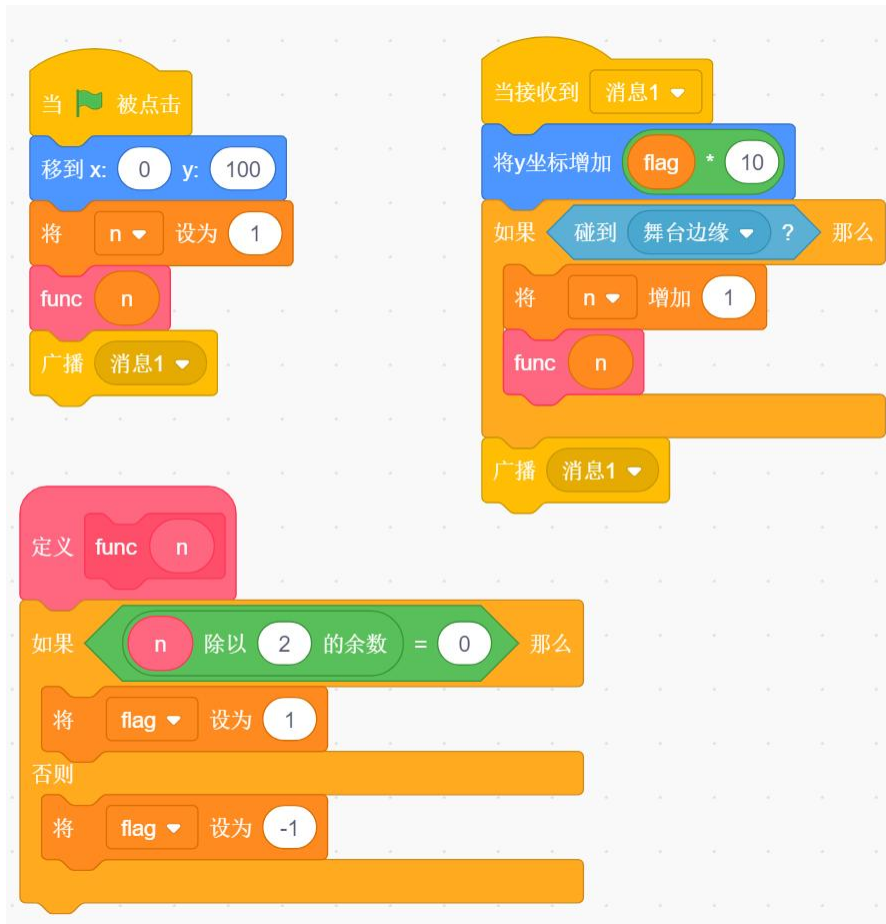 当 被点击
移到 x: 0 y: 100
将 n 设为 1
func n
广播 消息1
当接收到 消息1
将y坐标增加 flag * 10
如果 碰到 舞台边缘 ? 那么
将 n 增加 1
func n
广播 消息1
定义 func n
如果 n 除以 2 的余数 = 0 那么
将 flag 设为 1
否则
将 flag 设为 -1